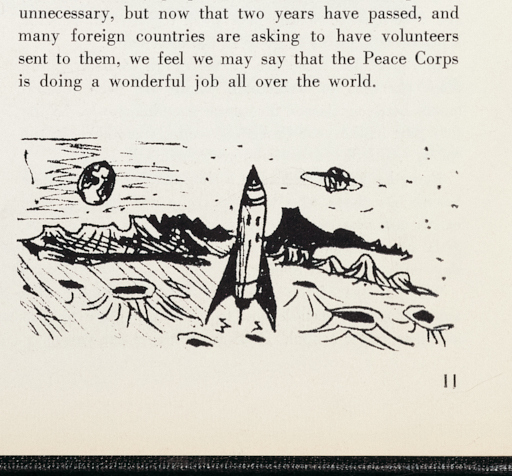 unnecessary, but now that two years have passed, and
many foreign countries are asking to have volunteers
sent to them, we feel we may say that the Peace Corps
is doing a wonderful job all over the world.
11